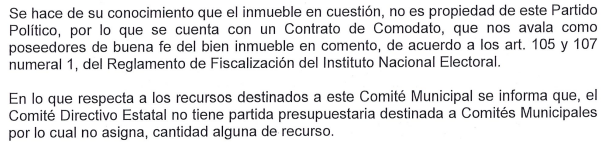 Se hace de su conocimiento que el inmueble en cuestión, no es propiedad de este Partido
Político, por lo que se cuenta con un Contrato de Comodato, que nos avala como
poseedores de buena fe del bien inmueble en comento, de acuerdo a los art. 105 y 107
numeral 1, del Reglamento de Fiscalización del Instituto Nacional Electoral.
En lo que respecta a los recursos destinados a este Comité Municipal se informa que, el
Comité Directivo Estatal no tiene partida presupuestaria destinada a Comités Municipales
por lo cual no asigna, cantidad alguna de recurso.